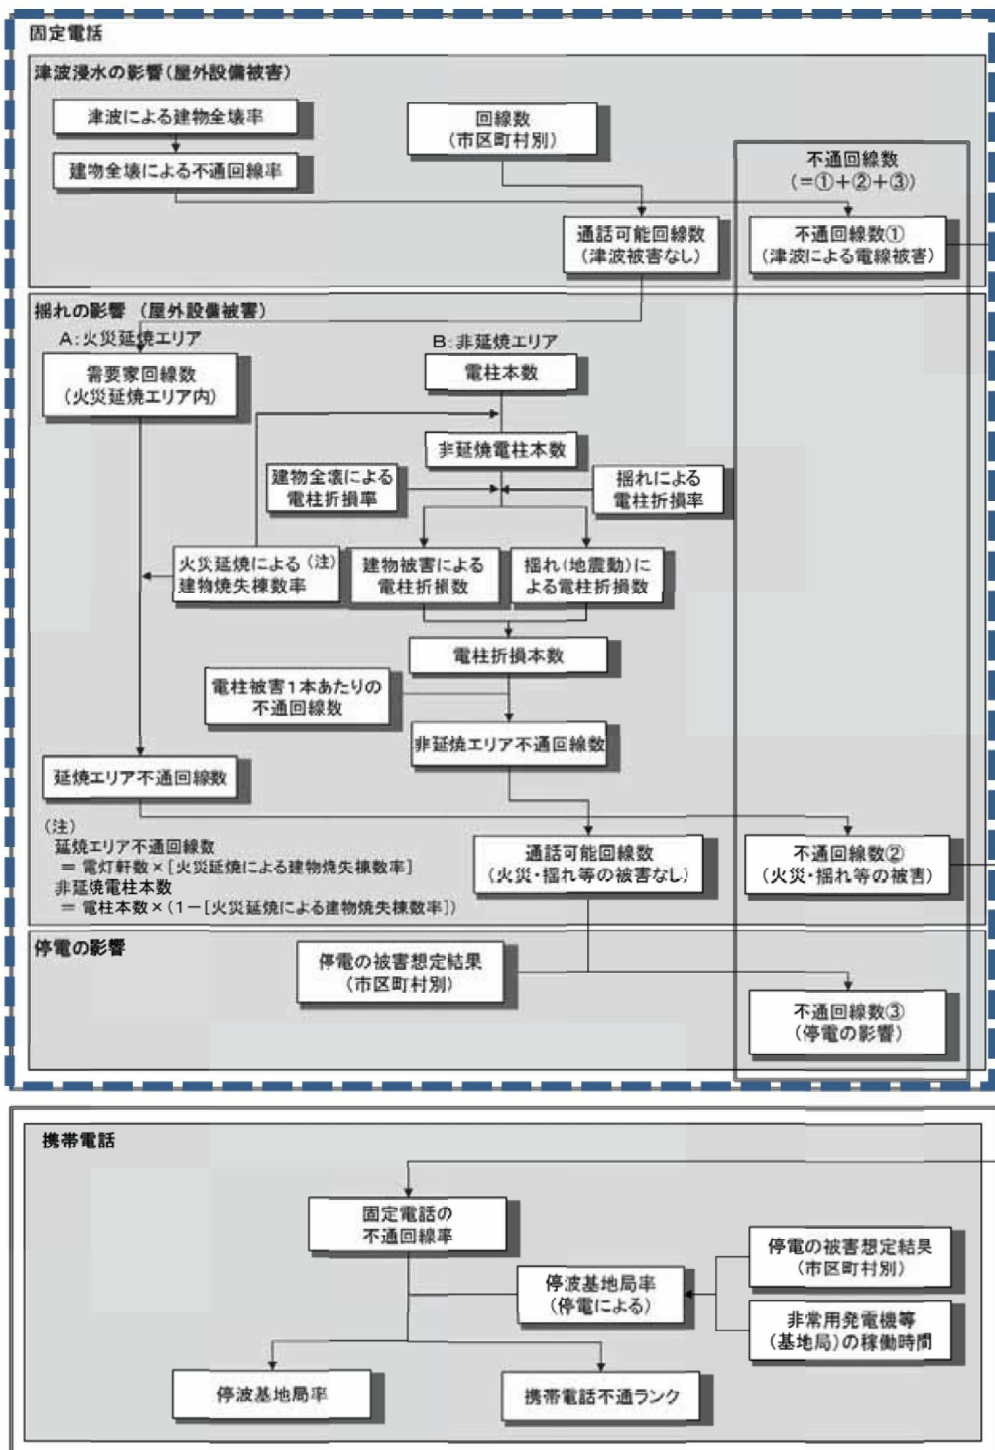 固定電話
津波浸水の影響(屋外設備被害)
津波による建物全壊率
建物全壊による不通回線率
回線数
(市区町村別)
不通回線数
(=①+②+③)
通話可能回線数
(津波被害なし)
不通回線数①
(津波による電線被害)
揺れの影響 (屋外設備被害)
A:火災延焼エリア
需要家回線数
(火災延焼エリア内)
B:非延焼エリア
電柱本数
非延焼電柱本数
建物全壊による
電柱折損率
揺れによる
電柱折損率
火災延焼による(注)
建物焼失棟数率
建物被害による
電柱折損数
揺れ(地震動)に
よる電柱折損数
電柱折損本数
電柱被害1本あたりの
不通回線数
非延焼エリア不通回線数
延焼エリア不通回線数
(注)
延焼エリア不通回線数
=電灯軒数×[火災延焼による建物焼失棟数率]
非延焼電柱本数
=電柱本数×(1-[火災延焼による建物焼失棟数率])
通話可能回線数
(火災・揺れ等の被害なし)
不通回線数②
(火災・揺れ等の被害)
停電の影響
停電の被害想定結果
(市区町村別)
不通回線数③
(停電の影響)
携帯電話
固定電話の
不通回線率
停波基地局率
(停電による)
停電の被害想定結果
(市区町村別)
非常用発電機等
(基地局)の稼働時間
停波基地局率
携帯電話不通ランク